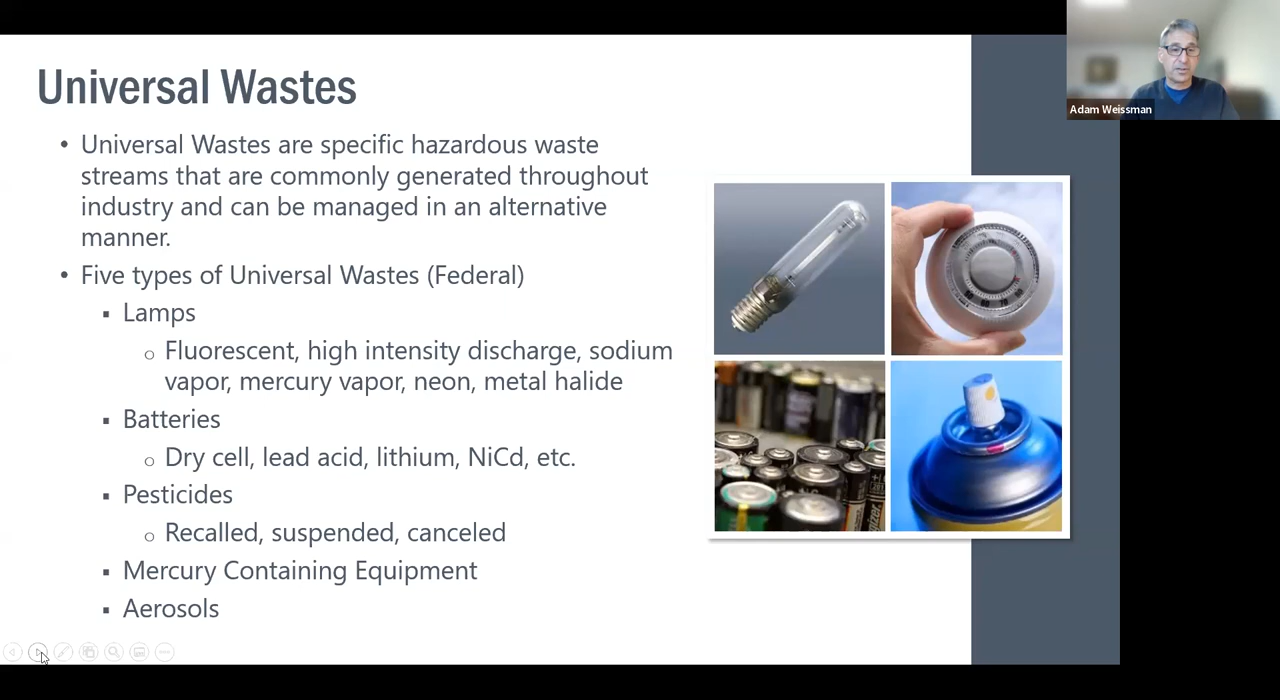 Universal Wastes
• Universal Wastes are specific hazardous waste
streams that are commonly generated throughout
industry and can be managed in an alternative
manner.
• Five types of Universal Wastes (Federal)
▪ Lamps
o Fluorescent, high intensity discharge, sodium
vapor, mercury vapor, neon, metal halide
▪ Batteries
o Dry cell, lead acid, lithium, NiCd, etc.
▪ Pesticides
o Recalled, suspended, canceled
▪ Mercury Containing Equipment
▪ Aerosols
Adam Weissman